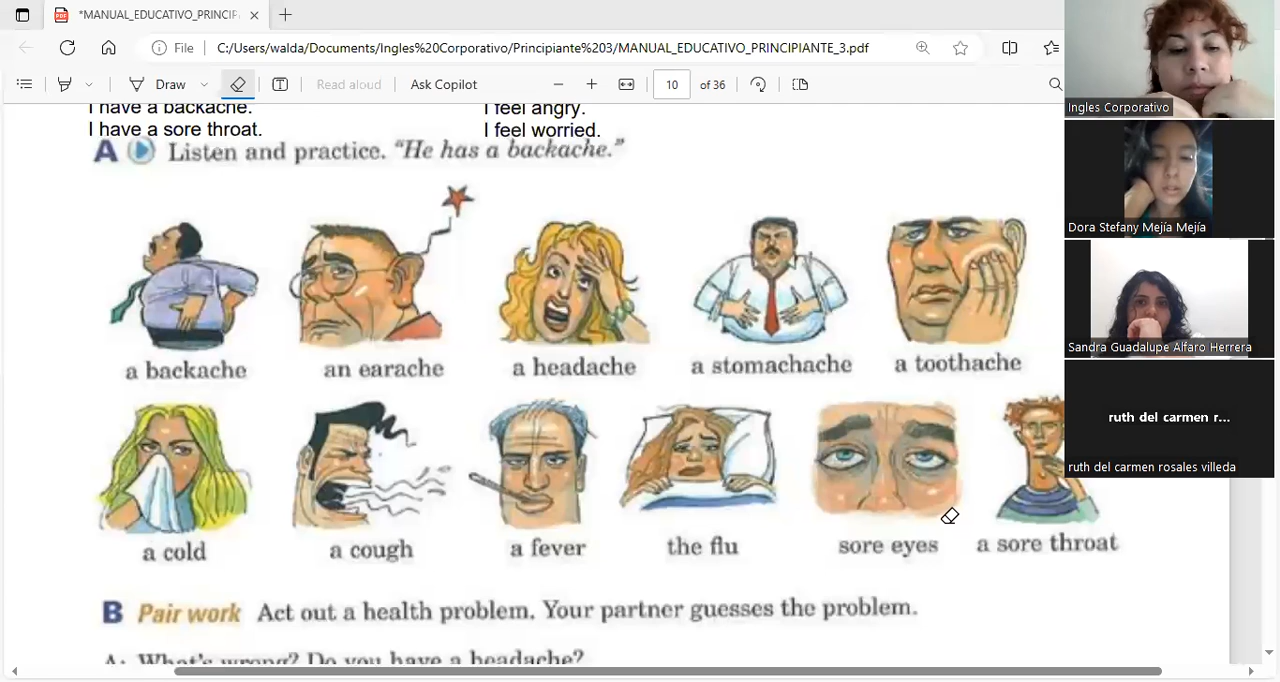 *MANUAL_EDUCATIVO_PRINCIP
File C:/Users/walda/Documents/Ingles%20Corporativo/Principiante%203/MANUAL_EDUCATIVO_PRINCIPIANTE_3.pdf
Draw Read aloud Ask Copilot 10 of 36
I have a backache. I feel angry.
I have a sore throat. I feel worried.
A Listen and practice. "He has a backache."
a backache an earache a headache a stomachache a toothache
a cold a cough a fever the flu sore eyes a sore throat
B Pair work Act out a health problem. Your partner guesses the problem.
A: What's wrong? Do you have a headache?
Ingles Corporativo
Dora Stefany Mejía Mejía
Sandra Guadalupe Alfaro Herrera
ruth del carmen r...
ruth del carmen rosales villeda